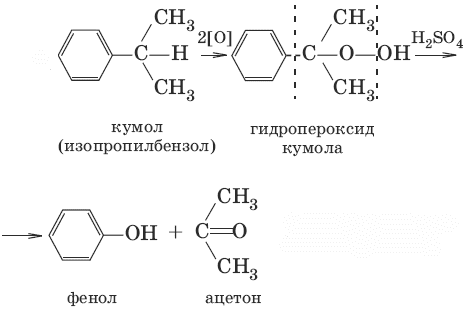 CH₃ CH₃
C—H 2[O] C—O—OH H₂SO₄
CH₃ CH₃
кумол
(изопропилбензол)
гидропероксид
кумола
CH₃
OH + C=O
CH₃
фенол ацетон